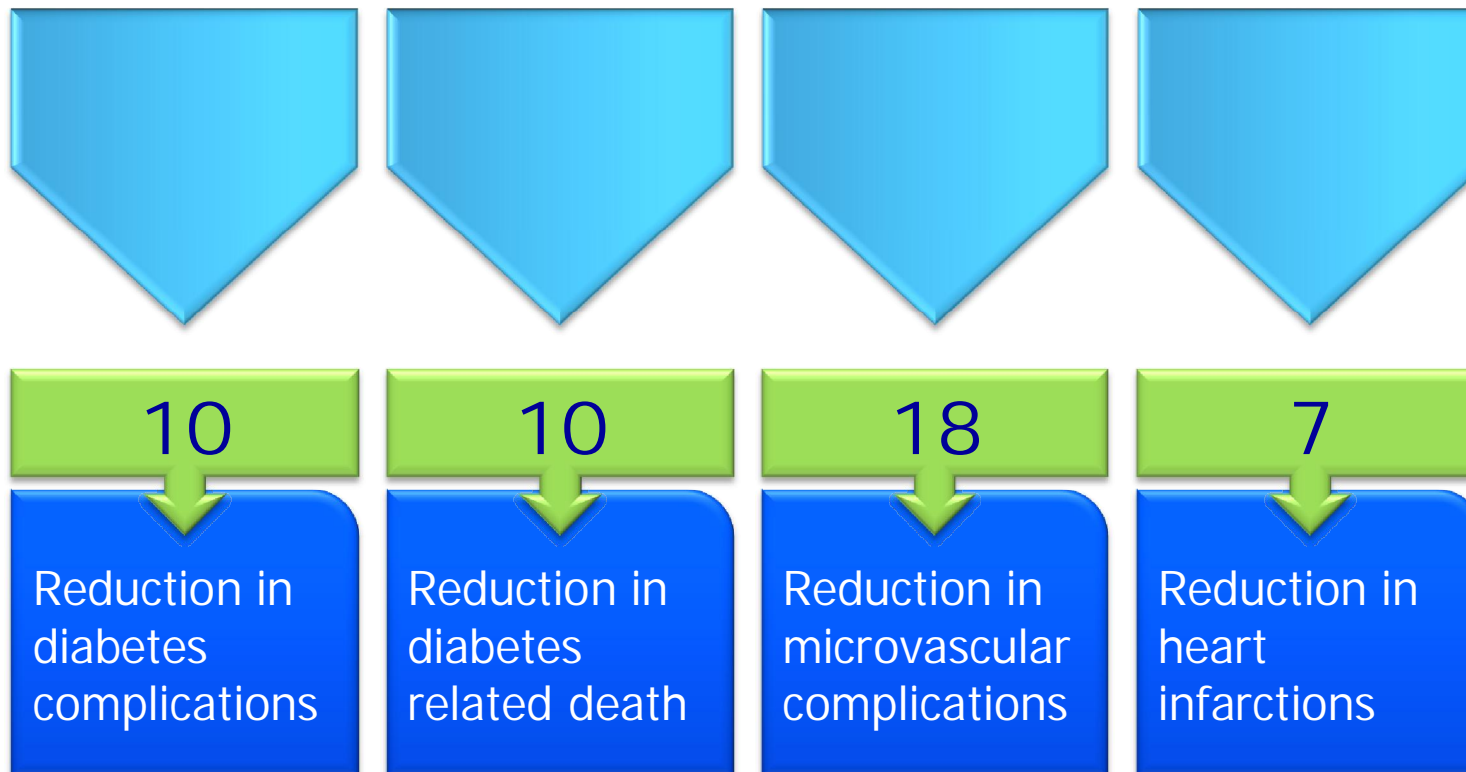 10
10
18
7
Reduction in
diabetes
complications
Reduction in
diabetes
related death
Reduction in
microvascular
complications
Reduction in
heart
infarctions